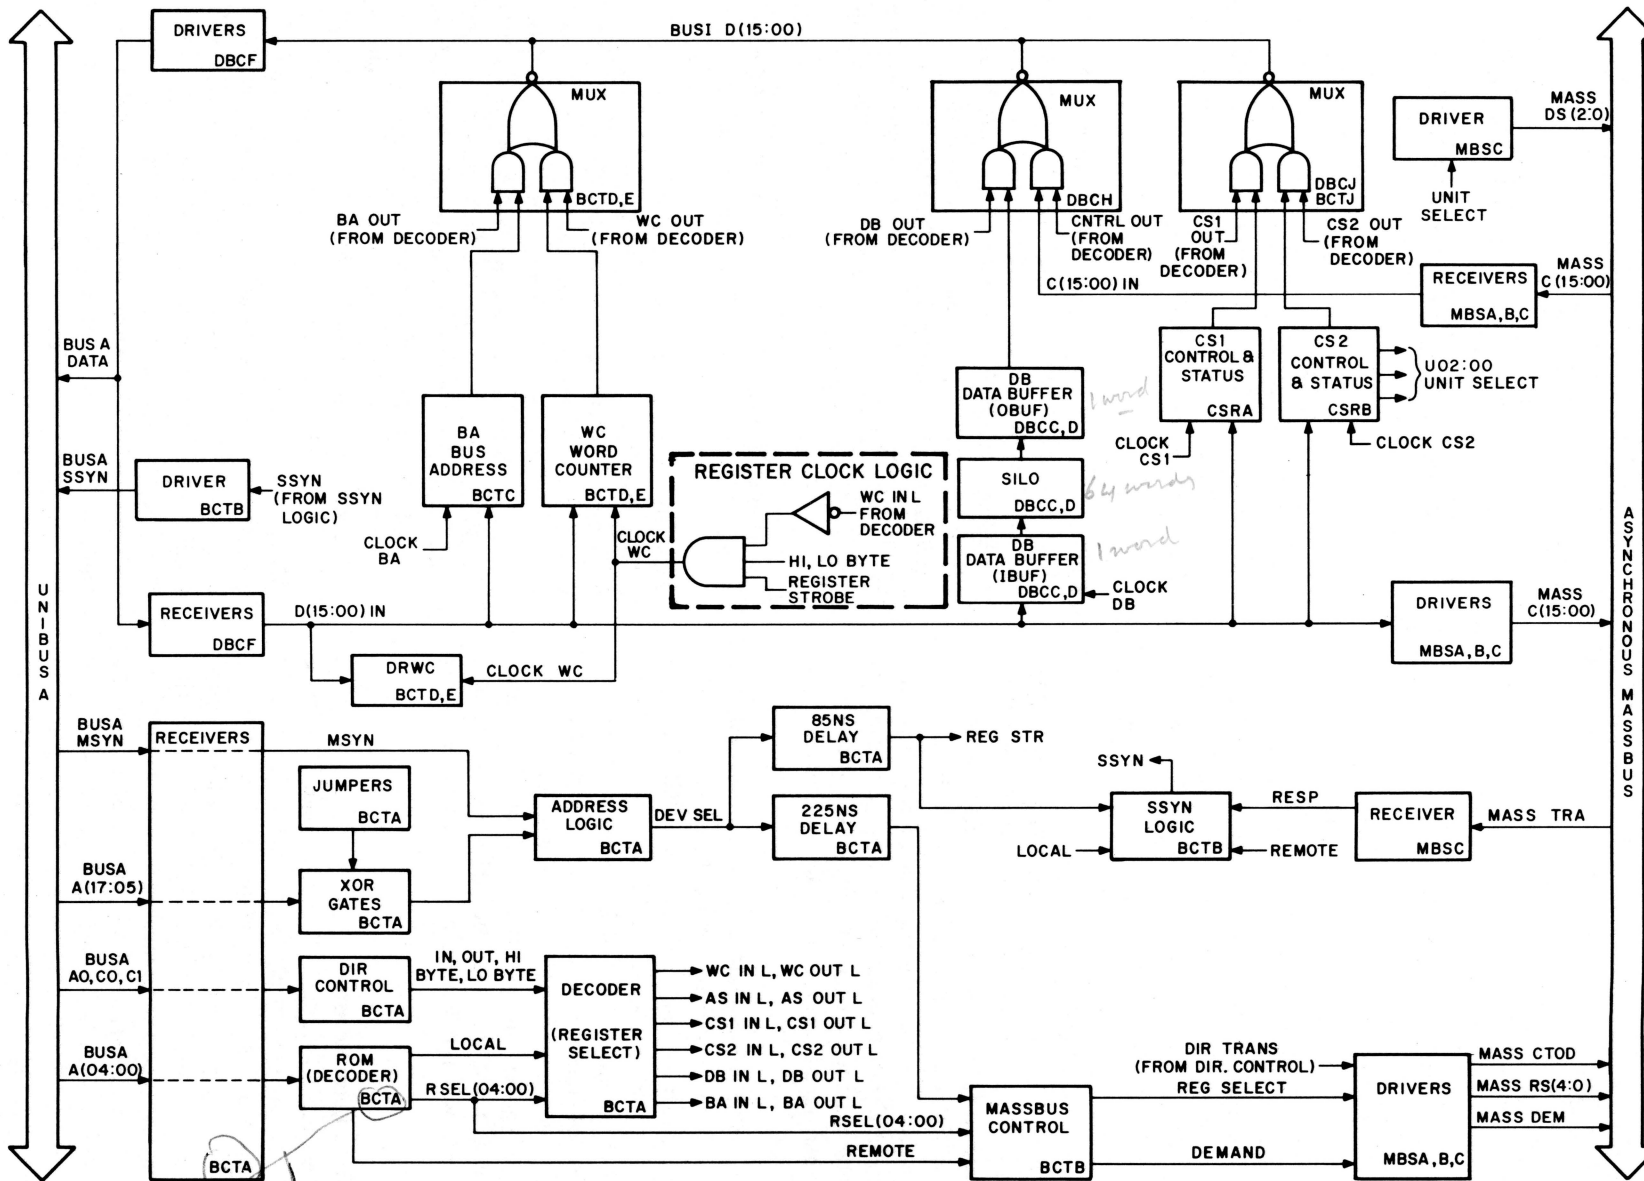 DRIVERS
DBCF
BUSI D(15:00)
MUX
BCTD,E
BA OUT
(FROM DECODER)
WC OUT
(FROM DECODER)
MUX
DBCH
DB OUT
(FROM DECODER)
CNTRL OUT
(FROM
DECODER)
MUX
DBCJ
BCTJ
CS1
OUT
(FROM
DECODER)
CS2 OUT
(FROM
DECODER)
DRIVER
MBSC
MASS
DS(2:0)
UNIT
SELECT
C(15:00)IN
RECEIVERS
MBSA,B,C
MASS
C(15:00)
BUS A
DATA
BA
BUS
ADDRESS
BCTC
WC
WORD
COUNTER
BCTD,E
DB
DATA BUFFER
(OBUF)
DBCC,D
1 word
CS1
CONTROL &
STATUS
CSRA
CS2
CONTROL
& STATUS
CSRB
U02:00
UNIT SELECT
CLOCK
CS1
CLOCK CS2
BUSA
SSYN
DRIVER
BCTB
SSYN
(FROM SSYN
LOGIC)
CLOCK
BA
REGISTER CLOCK LOGIC
WC IN L
FROM
DECODER
CLOCK
WC
HI, LO BYTE
REGISTER
STROBE
SILO
DBCC,D
64 words
DB
DATA BUFFER
(IBUF)
DBCC,D
1 word
CLOCK
DB
UNIBUS A
ASYNCHRONOUS MASSBUS
RECEIVERS
DBCF
D(15:00)IN
DRIVERS
MBSA,B,C
MASS
C(15:00)
DRWC
BCTD,E
CLOCK WC
BUSA
MSYN
RECEIVERS
MSYN
JUMPERS
BCTA
ADDRESS
LOGIC
BCTA
DEV SEL
85NS
DELAY
BCTA
REG STR
225NS
DELAY
BCTA
SSYN
SSYN
LOGIC
BCTB
LOCAL
REMOTE
RESP
RECEIVER
MBSC
MASS TRA
BUSA
A(17:05)
XOR
GATES
BCTA
BUSA
A0,C0,C1
DIR
CONTROL
BCTA
IN, OUT, HI
BYTE, LO BYTE
DECODER
(REGISTER
SELECT)
BCTA
WC IN L, WC OUT L
AS IN L, AS OUT L
CS1 IN L, CS1 OUT L
CS2 IN L, CS2 OUT L
DB IN L, DB OUT L
BA IN L, BA OUT L
BUSA
A(04:00)
ROM
(DECODER)
BCTA
LOCAL
RSEL(04:00)
RSEL(04:00)
REMOTE
BCTA
MASSBUS
CONTROL
BCTB
DIR TRANS
(FROM DIR. CONTROL)
REG SELECT
DEMAND
DRIVERS
MBSA,B,C
MASS CTOD
MASS RS(4:0)
MASS DEM